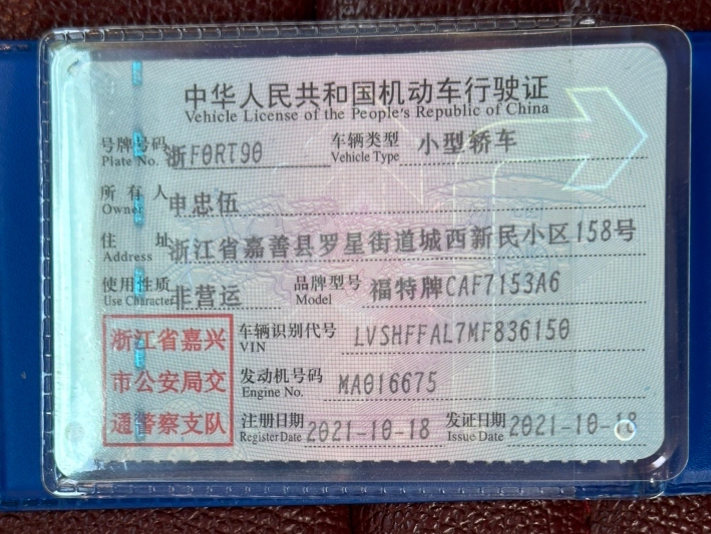 中华人民共和国机动车行驶证
Vehicle License of the People's Republic of China
号牌号码 Plate No. 浙F0RT90 车辆类型 Vehicle Type 小型轿车
所有人 Owner 申忠伍
住址 Address 浙江省嘉善县罗星街道城西新民小区158号
使用性质 Use Character 非营运 品牌型号 Model 福特牌CAF7153A6
浙江省嘉兴
市公安局交
通警察支队
车辆识别代号 VIN LVSHFFAL7MF836150
发动机号码 Engine No. MA016675
注册日期 Register Date 2021-10-18 发证日期 Issue Date 2021-10-18